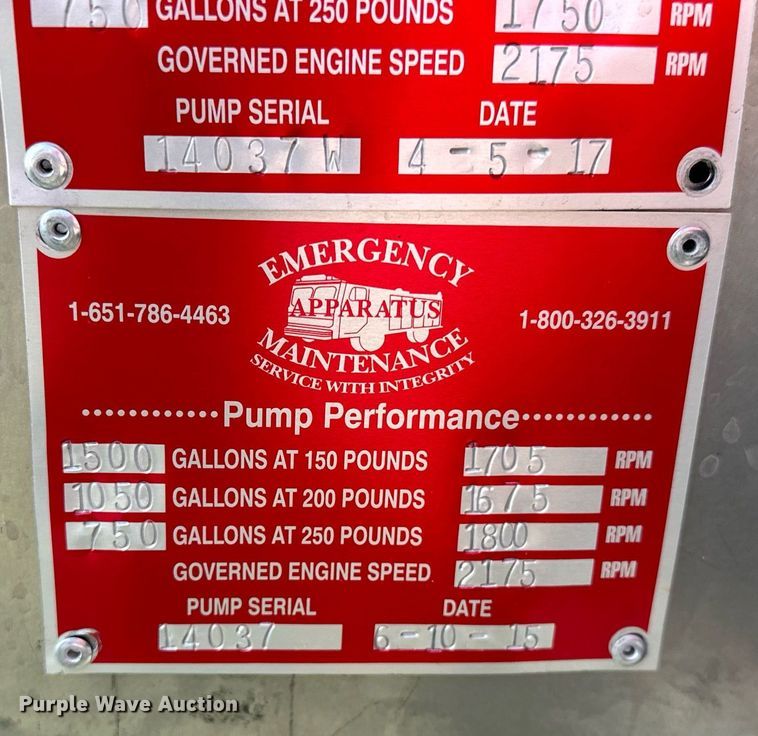 750 GALLONS AT 250 POUNDS 1750 RPM
GOVERNED ENGINE SPEED 2175 RPM
PUMP SERIAL DATE
14037 W 4-5-17
EMERGENCY
1-651-786-4463 APPARATUS 1-800-326-3911
MAINTENANCE
SERVICE WITH INTEGRITY
Pump Performance
1500 GALLONS AT 150 POUNDS 1705 RPM
1050 GALLONS AT 200 POUNDS 1675 RPM
750 GALLONS AT 250 POUNDS 1800 RPM
GOVERNED ENGINE SPEED 2175 RPM
PUMP SERIAL DATE
14037 6-10-15
Purple Wave Auction